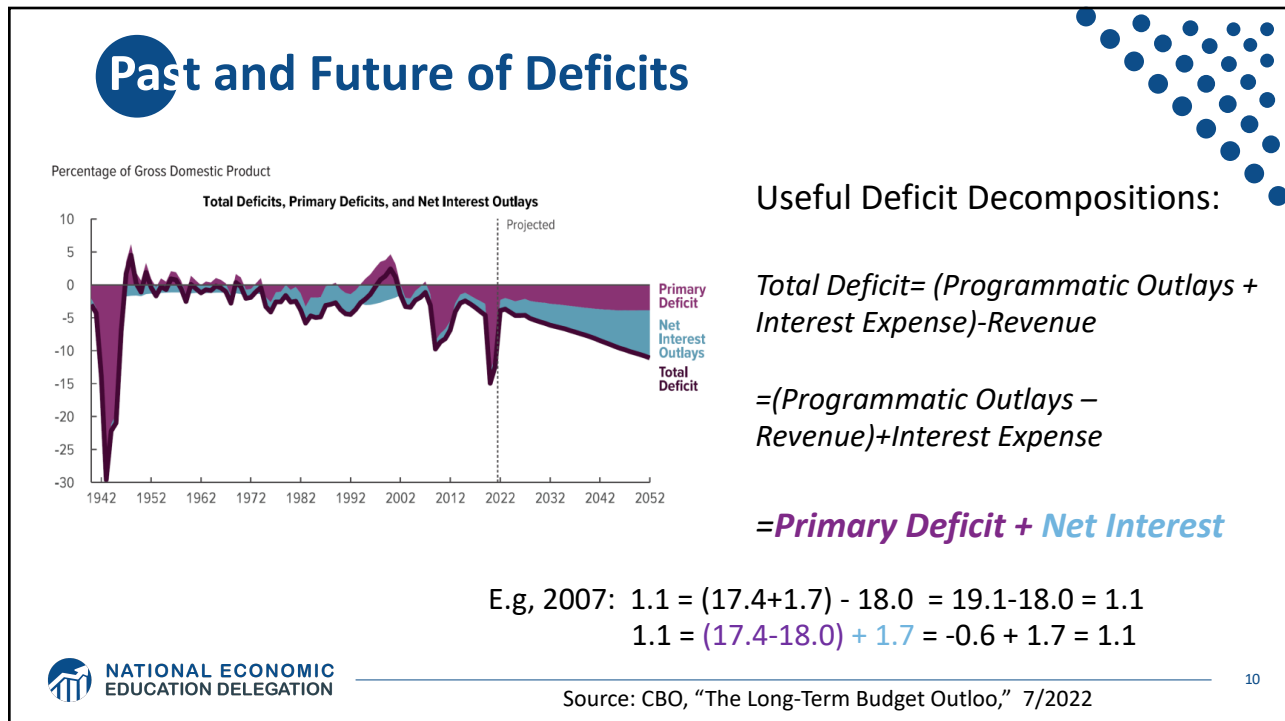 Past and Future of Deficits
Percentage of Gross Domestic Product
Total Deficits, Primary Deficits, and Net Interest Outlays
Projected
10
5
0
-5
-10
-15
-20
-25
-30
1942 1952 1962 1972 1982 1992 2002 2012 2022 2032 2042 2052
Primary
Deficit
Net
Interest
Outlays
Total
Deficit
Useful Deficit Decompositions:
Total Deficit= (Programmatic Outlays +
Interest Expense)-Revenue
=(Programmatic Outlays –
Revenue)+Interest Expense
=Primary Deficit + Net Interest
E.g, 2007: 1.1 = (17.4+1.7) - 18.0 = 19.1-18.0 = 1.1
1.1 = (17.4-18.0) + 1.7 = -0.6 + 1.7 = 1.1
NATIONAL ECONOMIC
EDUCATION DELEGATION
Source: CBO, “The Long-Term Budget Outloo,” 7/2022
10